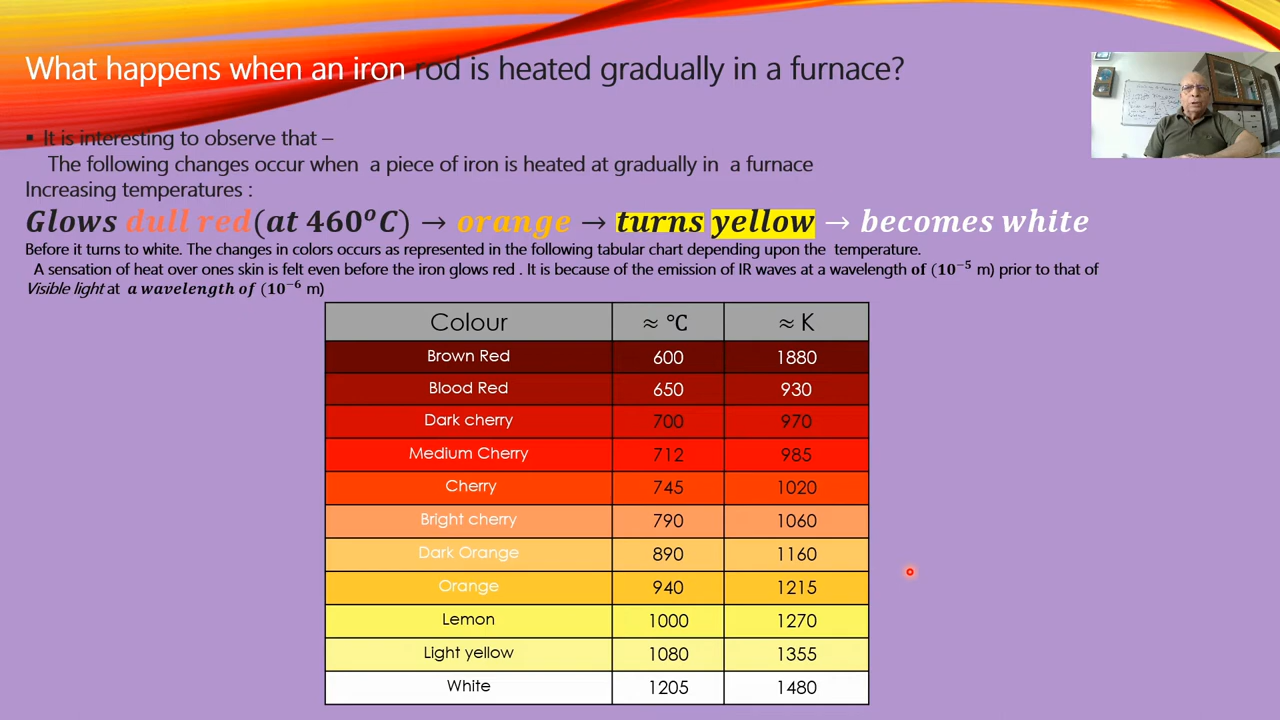 What happens when an iron rod is heated gradually in a furnace?
▪ It is interesting to observe that –
The following changes occur when a piece of iron is heated at gradually in a furnace
Increasing temperatures :
Glows dull red(at 460°C) → orange → turns yellow → becomes white
Before it turns to white. The changes in colors occurs as represented in the following tabular chart depending upon the temperature.
A sensation of heat over ones skin is felt even before the iron glows red . It is because of the emission of IR waves at a wavelength of (10⁻⁵ m) prior to that of
Visible light at a wavelength of (10⁻⁶ m)
Colour ≈ °C ≈ K
Brown Red 600 1880
Blood Red 650 930
Dark cherry 700 970
Medium Cherry 712 985
Cherry 745 1020
Bright cherry 790 1060
Dark Orange 890 1160
Orange 940 1215
Lemon 1000 1270
Light yellow 1080 1355
White 1205 1480